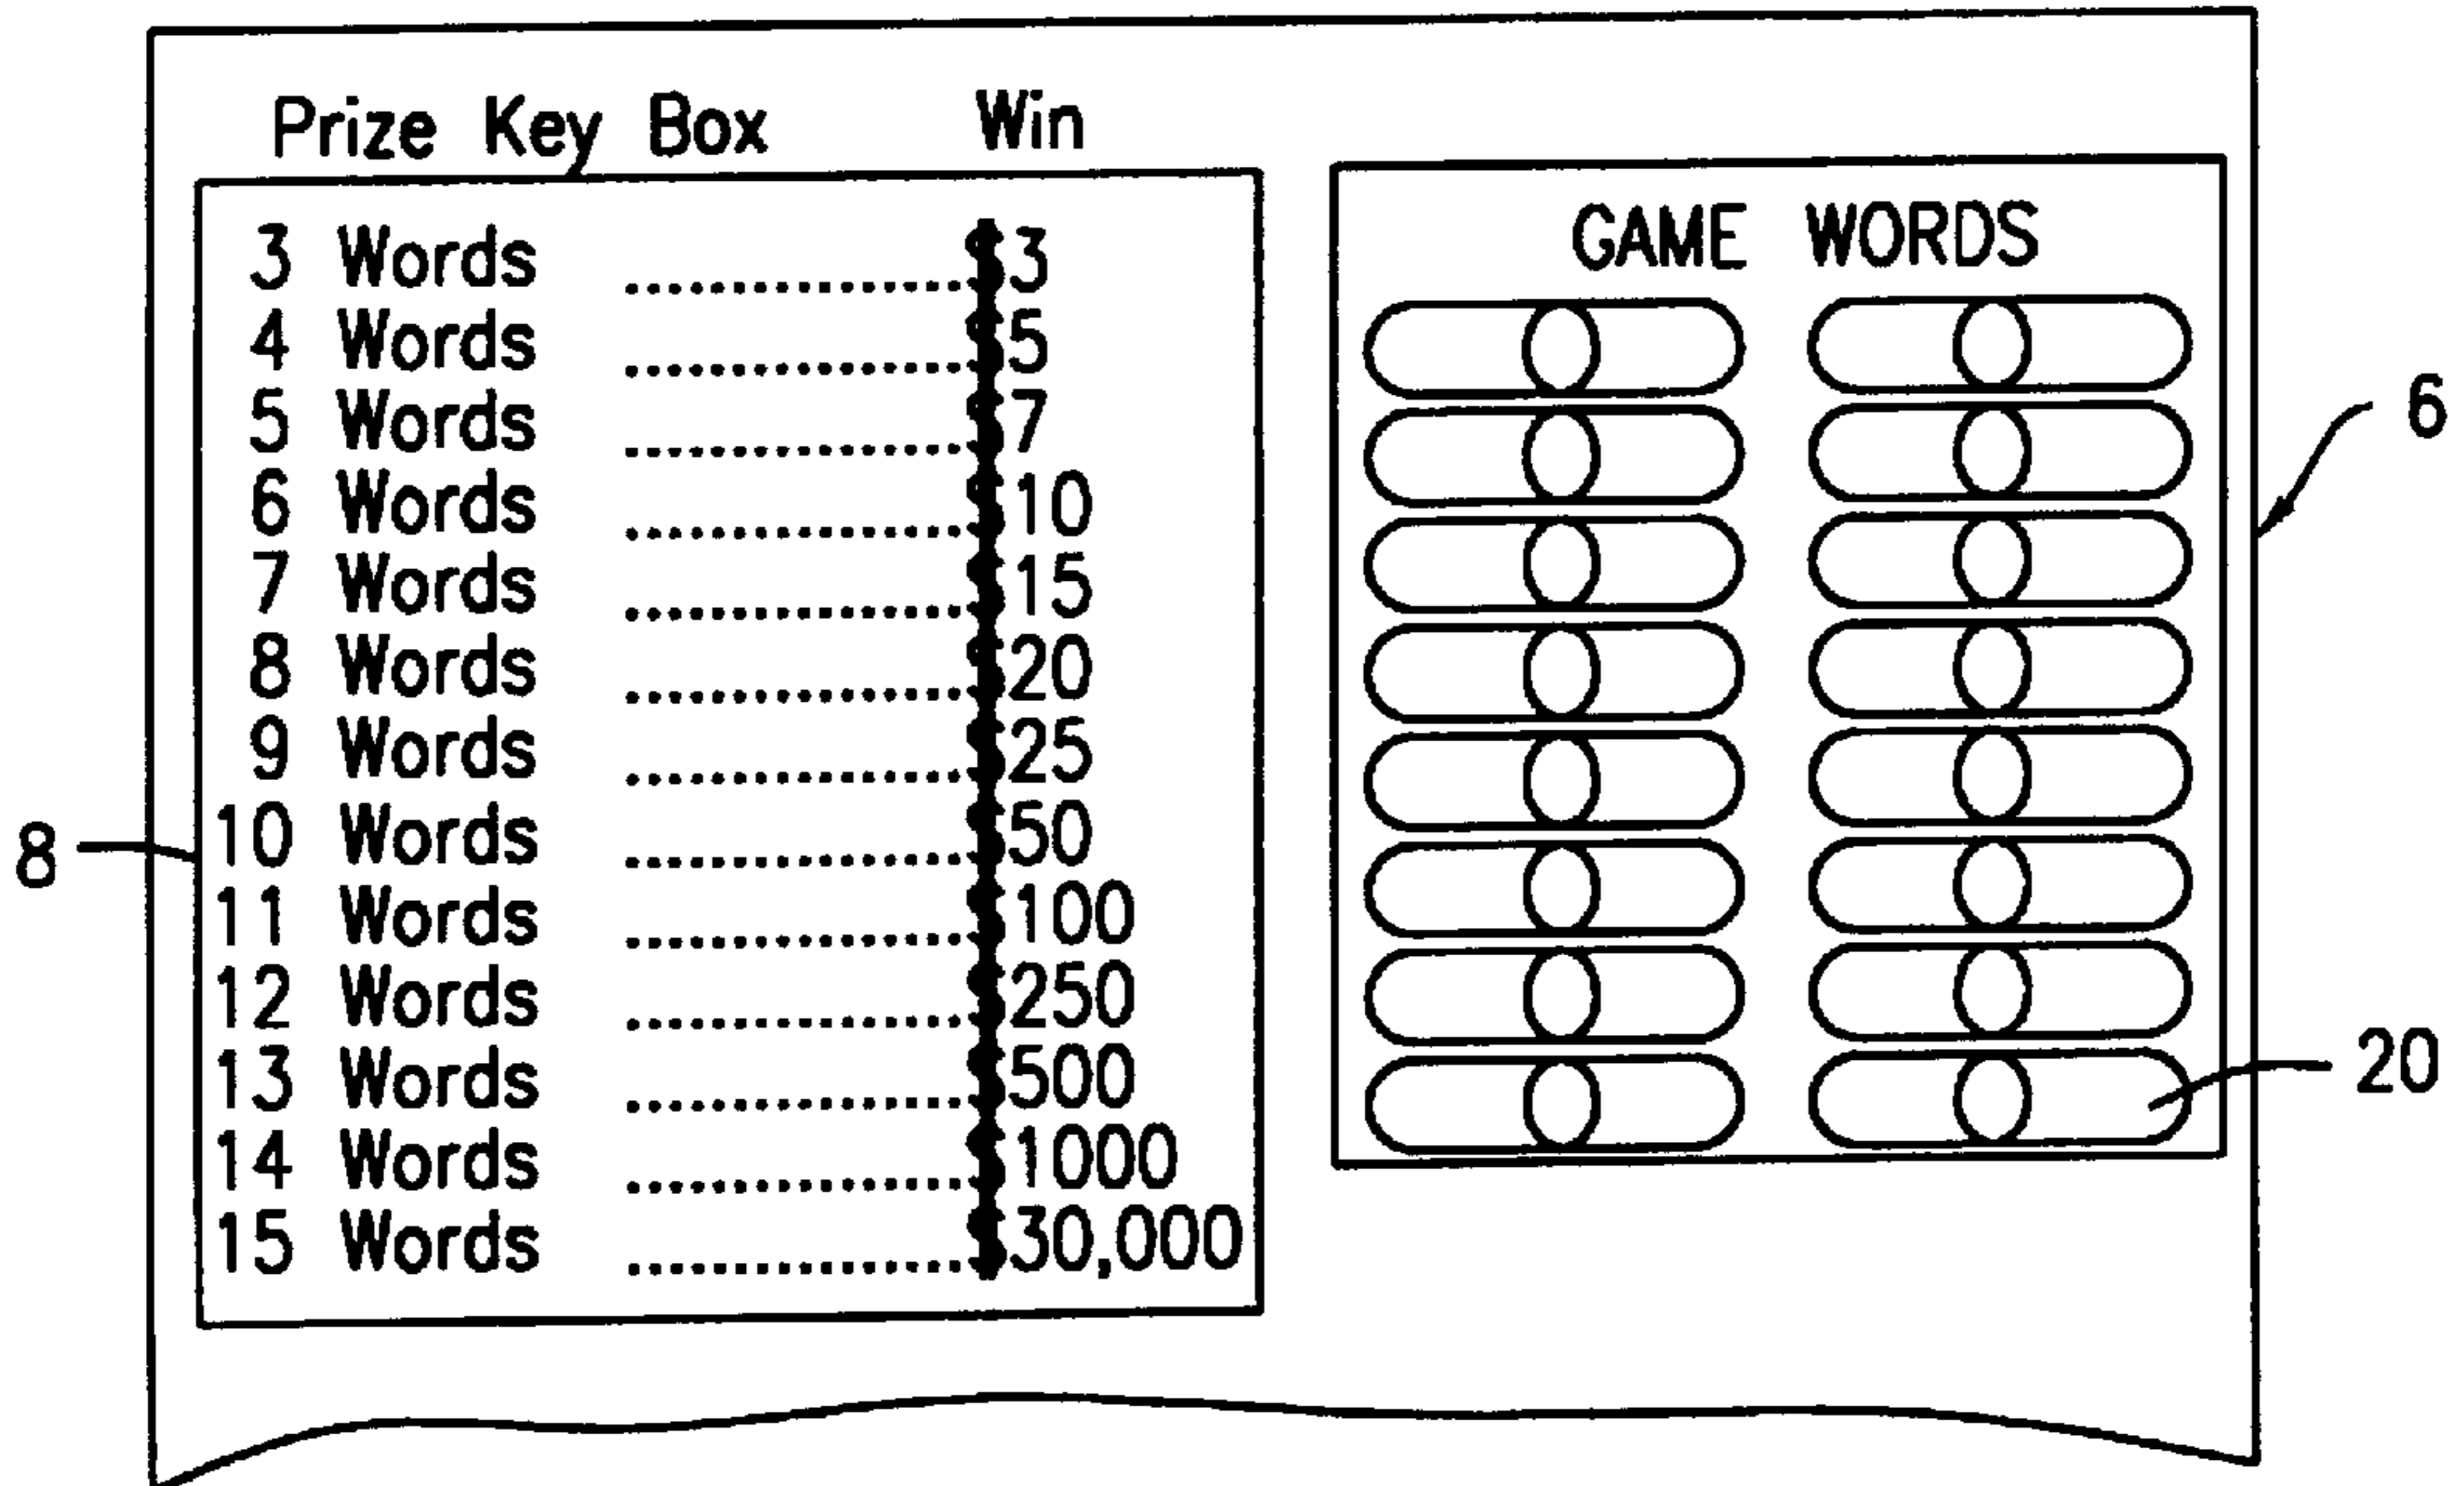 Prize Key Box Win
3 Words ................$3
4 Words ................$5
5 Words ................$7
6 Words ................$10
7 Words ................$15
8 Words ................$20
9 Words ................$25
10 Words ................$50
11 Words ................$100
12 Words ................$250
13 Words ................$500
14 Words ................$1000
15 Words ................$30,000
GAME WORDS
6
8
20